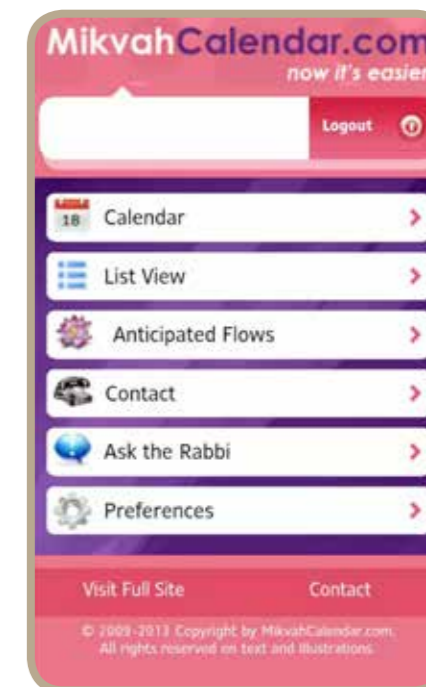 MikvahCalendar.com
now it's easier
Logout
18
Calendar
List View
Anticipated Flows
Contact
Ask the Rabbi
Preferences
Visit Full Site
Contact
© 2009-2013 Copyright by MikvahCalendar.com.
All rights reserved on text and illustrations.